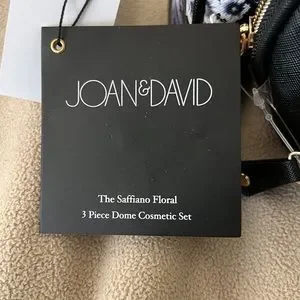 JOAN&DAVID
The Saffiano Floral
3 Piece Dome Cosmetic Set